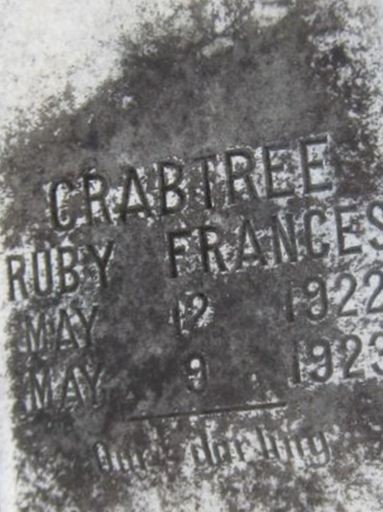 CRABTREE
RUBY FRANCES
MAY 12 1922
MAY 9 1923
Our darling